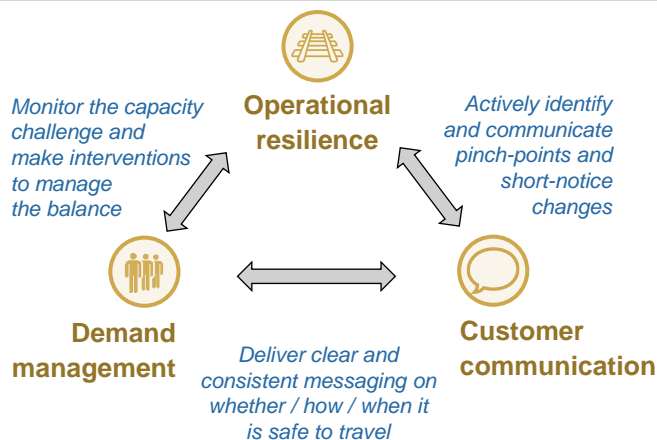 Operational
resilience
Monitor the capacity
challenge and
make interventions
to manage
the balance
Actively identify
and communicate
pinch-points and
short-notice
changes
Demand
management
Customer
communication
Deliver clear and
consistent messaging on
whether / how / when it
is safe to travel